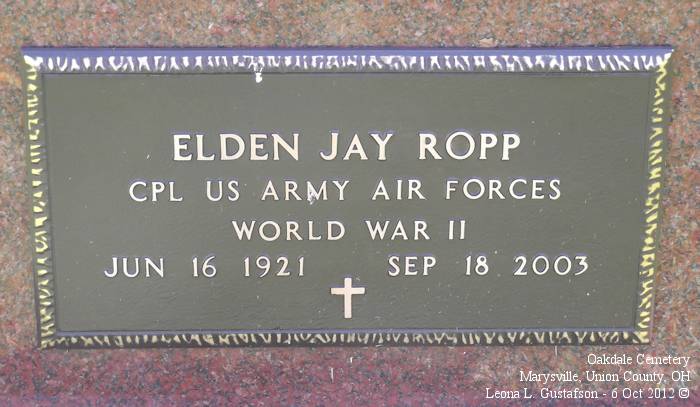 ELDEN JAY ROPP
CPL US ARMY AIR FORCES
WORLD WAR II
JUN 16 1921 SEP 18 2003
Oakdale Cemetery
Marysville, Union County, OH
Leona L. Gustafson - 6 Oct 2012 ©